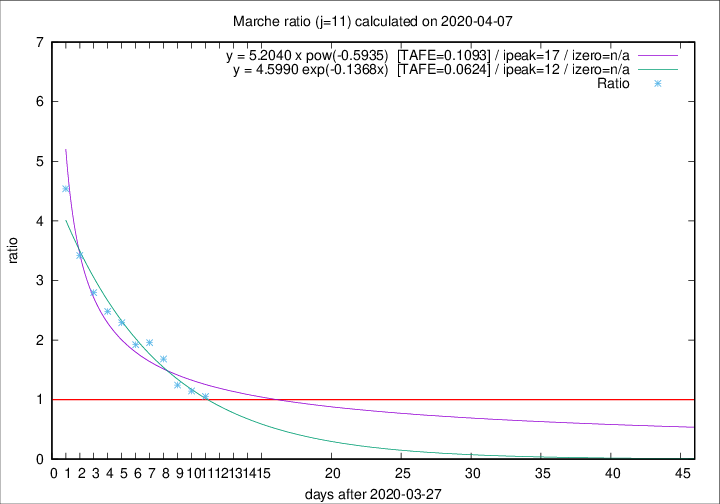 Marche ratio (j=11) calculated on 2020-04-07
y = 5.2040 x pow(-0.5935) [TAFE=0.1093] / ipeak=17 / izero=n/a
y = 4.5990 exp(-0.1368x) [TAFE=0.0624] / ipeak=12 / izero=n/a
Ratio
7
6
5
4
3
2
1
0
ratio
0 1 2 3 4 5 6 7 8 9 10 11 12 13 14 15 20 25 30 35 40 45
days after 2020-03-27